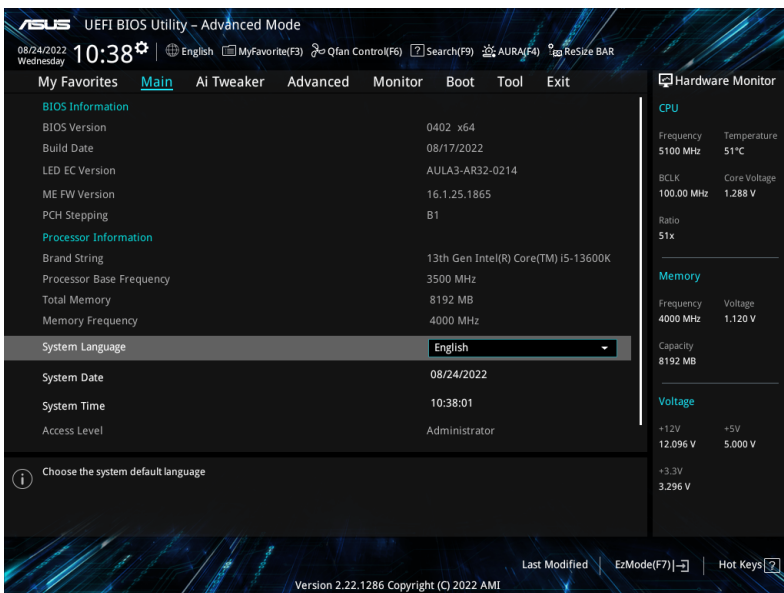 ASUS UEFI BIOS Utility – Advanced Mode
08/24/2022 Wednesday 10:38 English MyFavorite(F3) Qfan Control(F6) ? Search(F9) AURA(F4) ReSize BAR
My Favorites Main Ai Tweaker Advanced Monitor Boot Tool Exit
BIOS Information
BIOS Version 0402 x64
Build Date 08/17/2022
LED EC Version AULA3-AR32-0214
ME FW Version 16.1.25.1865
PCH Stepping B1
Processor Information
Brand String 13th Gen Intel(R) Core(TM) i5-13600K
Processor Base Frequency 3500 MHz
Total Memory 8192 MB
Memory Frequency 4000 MHz
System Language English
System Date 08/24/2022
System Time 10:38:01
Access Level Administrator
i Choose the system default language
Hardware Monitor
CPU
Frequency Temperature
5100 MHz 51°C
BCLK Core Voltage
100.00 MHz 1.288 V
Ratio
51x
Memory
Frequency Voltage
4000 MHz 1.120 V
Capacity
8192 MB
Voltage
+12V +5V
12.096 V 5.000 V
+3.3V
3.296 V
Last Modified EzMode(F7) Hot Keys ?
Version 2.22.1286 Copyright (C) 2022 AMI